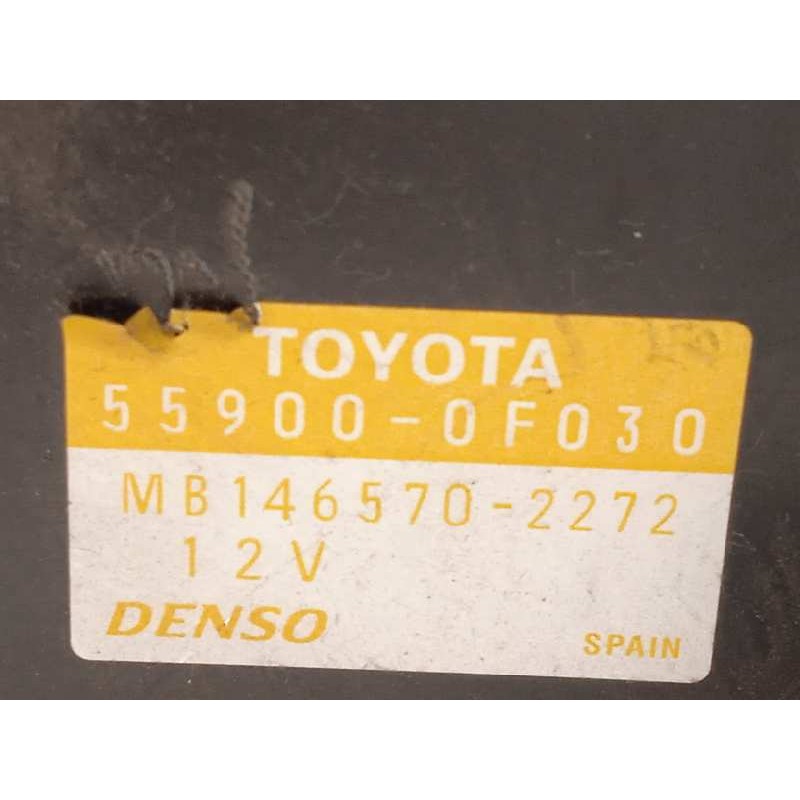 TOYOTA
55900-0F030
MB146570-2272
12V
DENSO
SPAIN